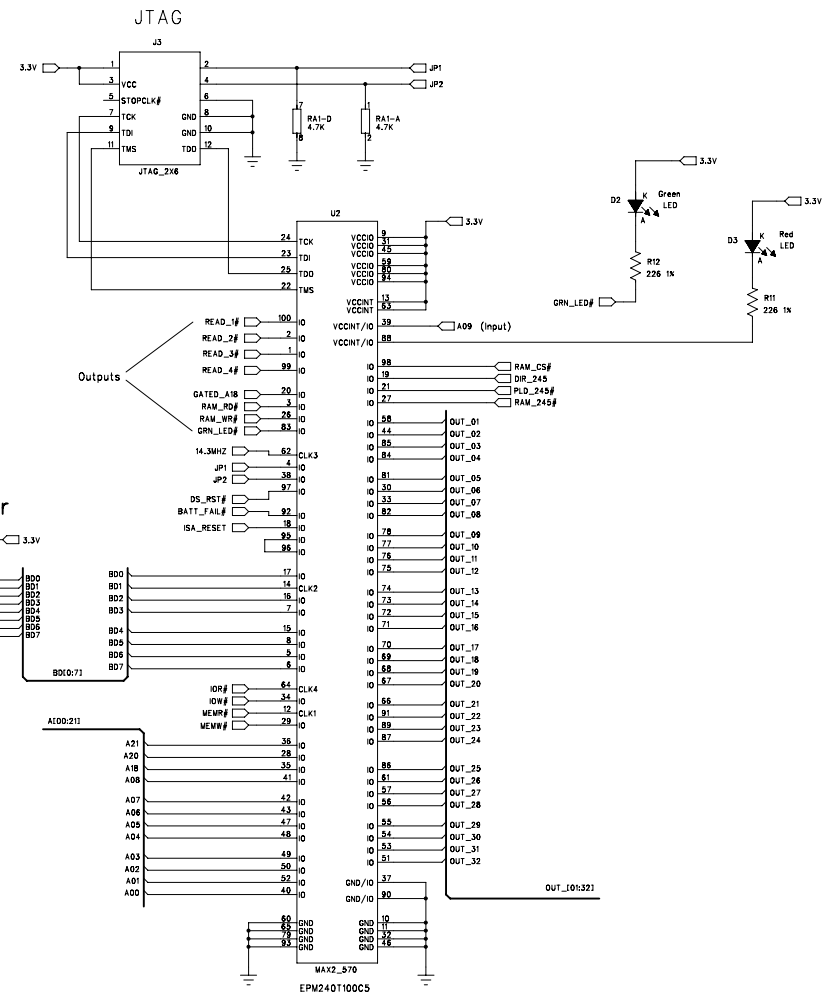 JTAG
J3
3.3V
1
2
JP1
3
VCC
4
JP2
5
STOPCLK#
6
7
TCK
GND
8
9
TDI
GND
10
11
TMS
TDO
12
JTAG_2X6
7
RA1-D
4.7K
8
1
RA1-A
4.7K
2
3.3V
D2
K
Green
LED
A
R12
226 1%
GRN_LED#
3.3V
D3
K
Red
LED
A
R11
226 1%
U2
24 TCK
23 TDI
25 TDO
22 TMS
READ_1# 100 IO
READ_2# 2 IO
READ_3# 1 IO
READ_4# 99 IO
Outputs
GATED_A18 20 IO
RAM_RD# 3 IO
RAM_WR# 26 IO
GRN_LED# 83 IO
14.3MHZ 62 CLK3
JP1 4 IO
JP2 38 IO
DS_RST# 97 IO
BATT_FAIL# 92 IO
ISA_RESET 18 IO
95 IO
96 IO
r
3.3V
BD0
BD1
BD2
BD3
BD4
BD5
BD6
BD7
BD[0:7]
BD0 17 IO
BD1 14 CLK2
BD2 16 IO
BD3 7 IO
BD4 15 IO
BD5 8 IO
BD6 5 IO
BD7 6 IO
IOR# 64 CLK4
IOW# 34 IO
MEMR# 12 CLK1
MEMW# 29 IO
A[00:21]
A21 36 IO
A20 28 IO
A18 35 IO
A08 41 IO
A07 42 IO
A06 43 IO
A05 47 IO
A04 48 IO
A03 49 IO
A02 50 IO
A01 52 IO
A00 40 IO
60 GND
65 GND
79 GND
93 GND
3.3V
VCCIO 9
VCCIO 31
VCCIO 45
VCCIO 59
VCCIO 80
VCCIO 94
VCCINT 13
VCCINT 63
VCCINT/IO 39 A09 (Input)
VCCINT/IO 88
IO 98 RAM_CS#
IO 19 DIR_245
IO 21 PLD_245#
IO 27 RAM_245#
IO 58 OUT_01
IO 44 OUT_02
IO 85 OUT_03
IO 84 OUT_04
IO 81 OUT_05
IO 30 OUT_06
IO 33 OUT_07
IO 82 OUT_08
IO 78 OUT_09
IO 77 OUT_10
IO 76 OUT_11
IO 75 OUT_12
IO 74 OUT_13
IO 73 OUT_14
IO 72 OUT_15
IO 71 OUT_16
IO 70 OUT_17
IO 69 OUT_18
IO 68 OUT_19
IO 67 OUT_20
IO 66 OUT_21
IO 91 OUT_22
IO 89 OUT_23
IO 87 OUT_24
IO 86 OUT_25
IO 61 OUT_26
IO 57 OUT_27
IO 56 OUT_28
IO 55 OUT_29
IO 54 OUT_30
IO 53 OUT_31
IO 51 OUT_32
GND/IO 37
GND/IO 90
OUT_[01:32]
GND 10
GND 11
GND 32
GND 46
MAX2_570
EPM240T100C5